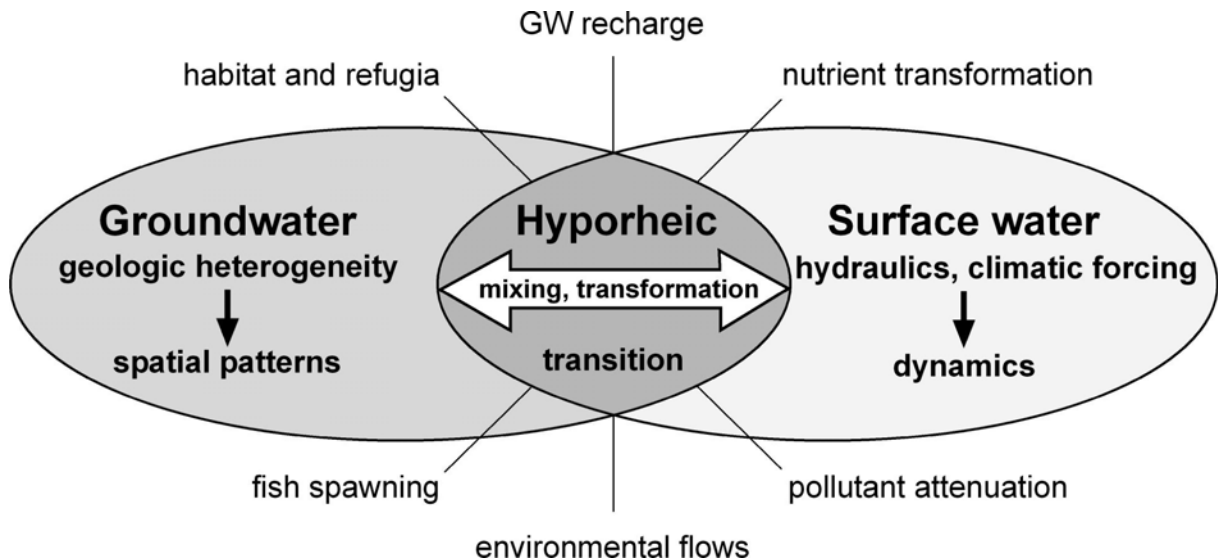 GW recharge
habitat and refugia
nutrient transformation
Groundwater
geologic heterogeneity
spatial patterns
Hyporheic
mixing, transformation
transition
Surface water
hydraulics, climatic forcing
dynamics
fish spawning
pollutant attenuation
environmental flows